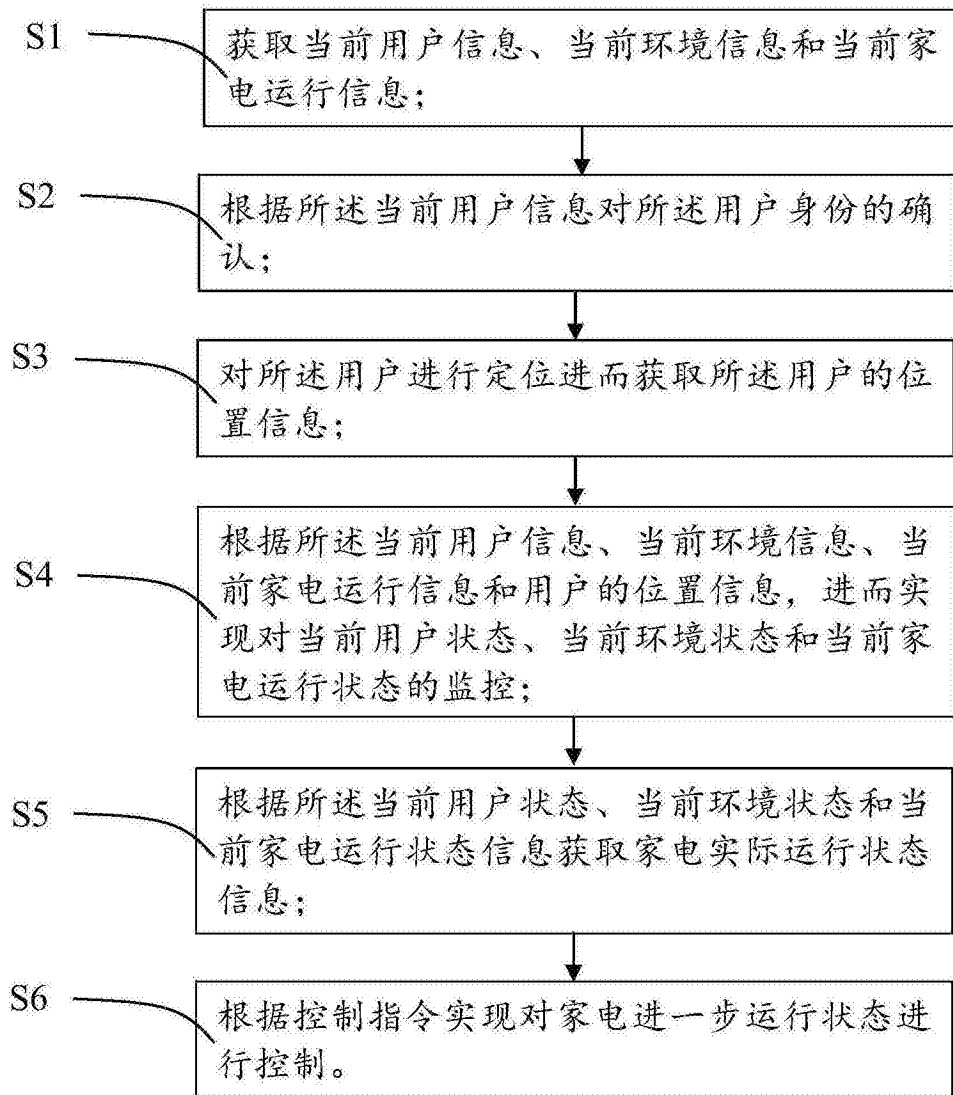 S1
获取当前用户信息、当前环境信息和当前家
电运行信息；
S2
根据所述当前用户信息对所述用户身份的确
认；
S3
对所述用户进行定位进而获取所述用户的位
置信息；
S4
根据所述当前用户信息、当前环境信息、当
前家电运行信息和用户的位置信息，进而实
现对当前用户状态、当前环境状态和当前家
电运行状态的监控；
S5
根据所述当前用户状态、当前环境状态和当
前家电运行状态信息获取家电实际运行状态
信息；
S6
根据控制指令实现对家电进一步运行状态进
行控制。